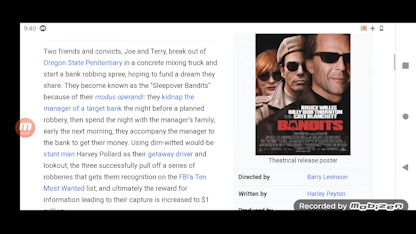 9:40
Two friends and convicts, Joe and Terry, break out of
Oregon State Penitentiary in a concrete mixing truck and
start a bank robbing spree, hoping to fund a dream they
share. They become known as the "Sleepover Bandits"
because of their modus operandi: they kidnap the
manager of a target bank the night before a planned
robbery, then spend the night with the manager's family;
early the next morning, they accompany the manager to
the bank to get their money. Using dim-witted would-be
stunt man Harvey Pollard as their getaway driver and
lookout, the three successfully pull off a series of
robberies that gets them recognition on the FBI's Ten
Most Wanted list, and ultimately the reward for
information leading to their capture is increased to $1
BRUCE WILLIS
BILLY BOB THORNTON
CATE BLANCHETT
BANDITS
Theatrical release poster
Directed by Barry Levinson
Written by Harley Peyton
Produced by
Recorded by MOBIZEN